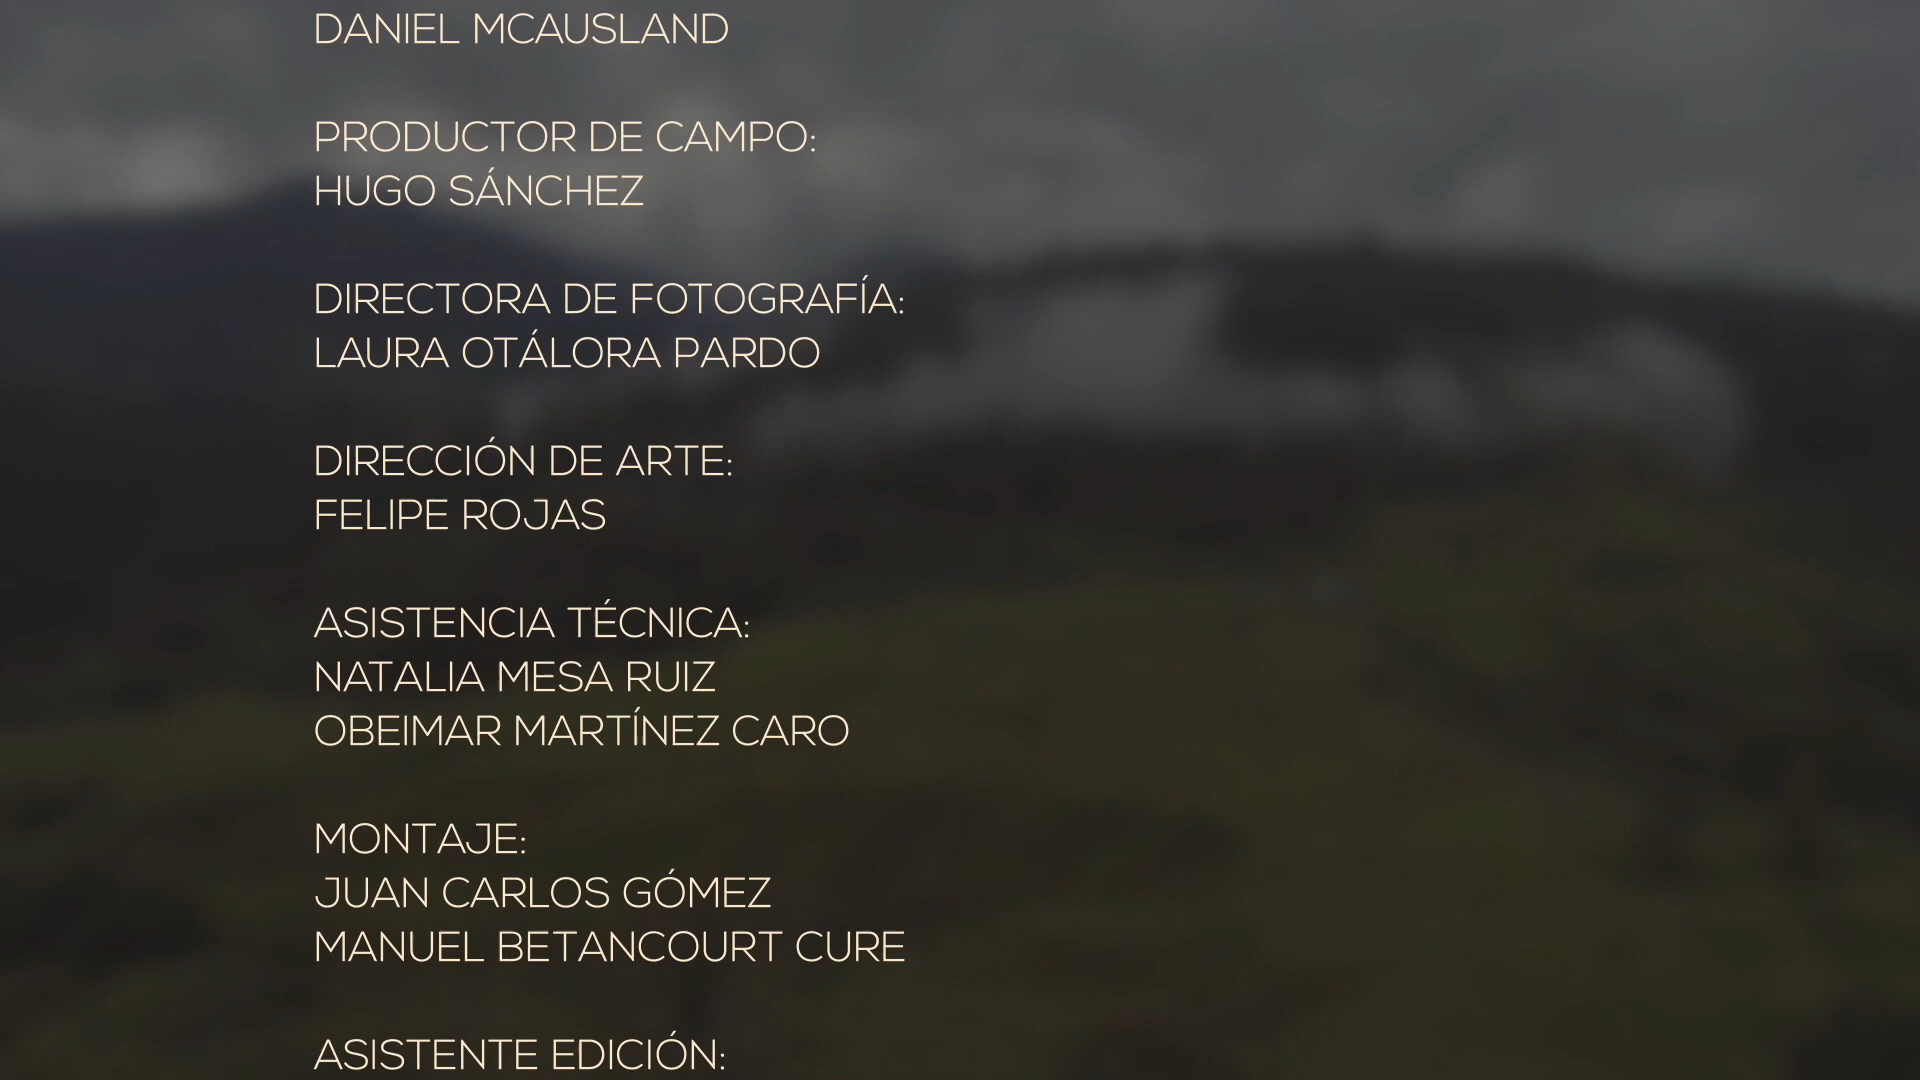 DANIEL MCAUSLAND
PRODUCTOR DE CAMPO:
HUGO SÁNCHEZ
DIRECTORA DE FOTOGRAFÍA:
LAURA OTÁLORA PARDO
DIRECCIÓN DE ARTE:
FELIPE ROJAS
ASISTENCIA TÉCNICA:
NATALIA MESA RUIZ
OBEIMAR MARTÍNEZ CARO
MONTAJE:
JUAN CARLOS GÓMEZ
MANUEL BETANCOURT CURE
ASISTENTE EDICIÓN: